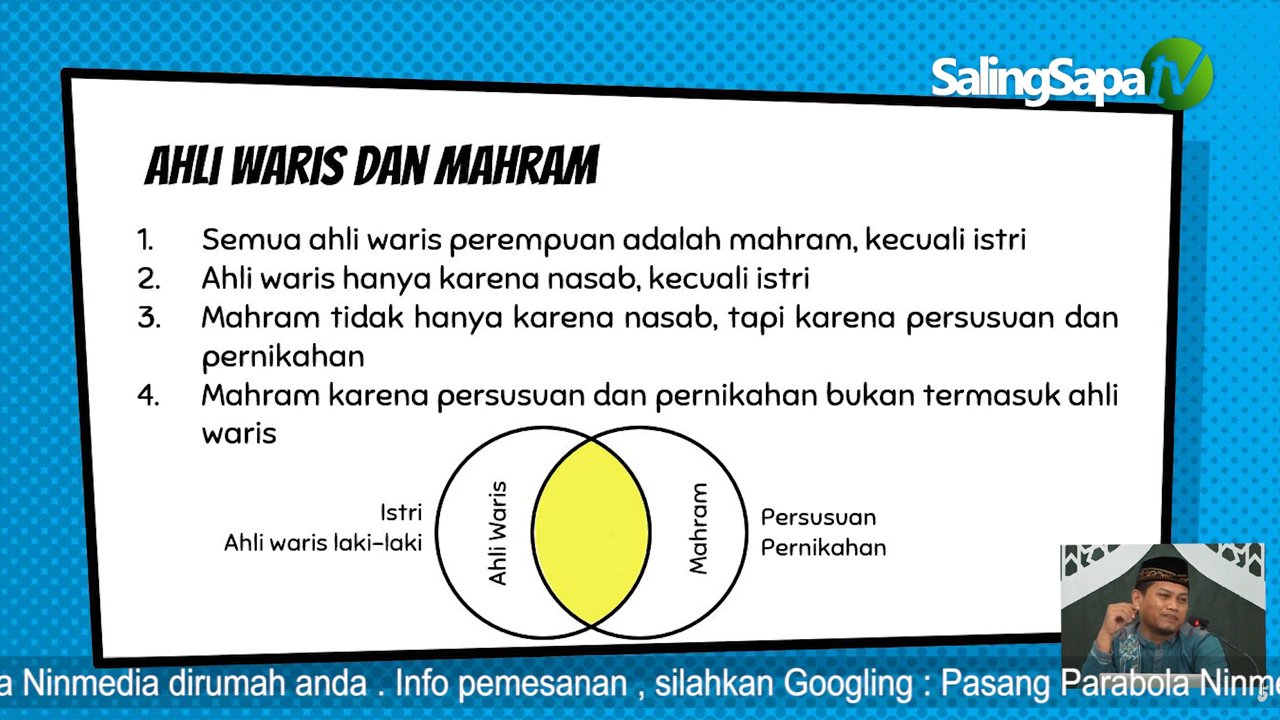 SalingSapa tv
AHLI WARIS DAN MAHRAM
1. Semua ahli waris perempuan adalah mahram, kecuali istri
2. Ahli waris hanya karena nasab, kecuali istri
3. Mahram tidak hanya karena nasab, tapi karena persusuan dan
pernikahan
4. Mahram karena persusuan dan pernikahan bukan termasuk ahli
waris
Istri
Ahli waris laki-laki
Ahli Waris
Mahram
Persusuan
Pernikahan
a Ninmedia dirumah anda . Info pemesanan , silahkan Googling : Pasang Parabola Ninme